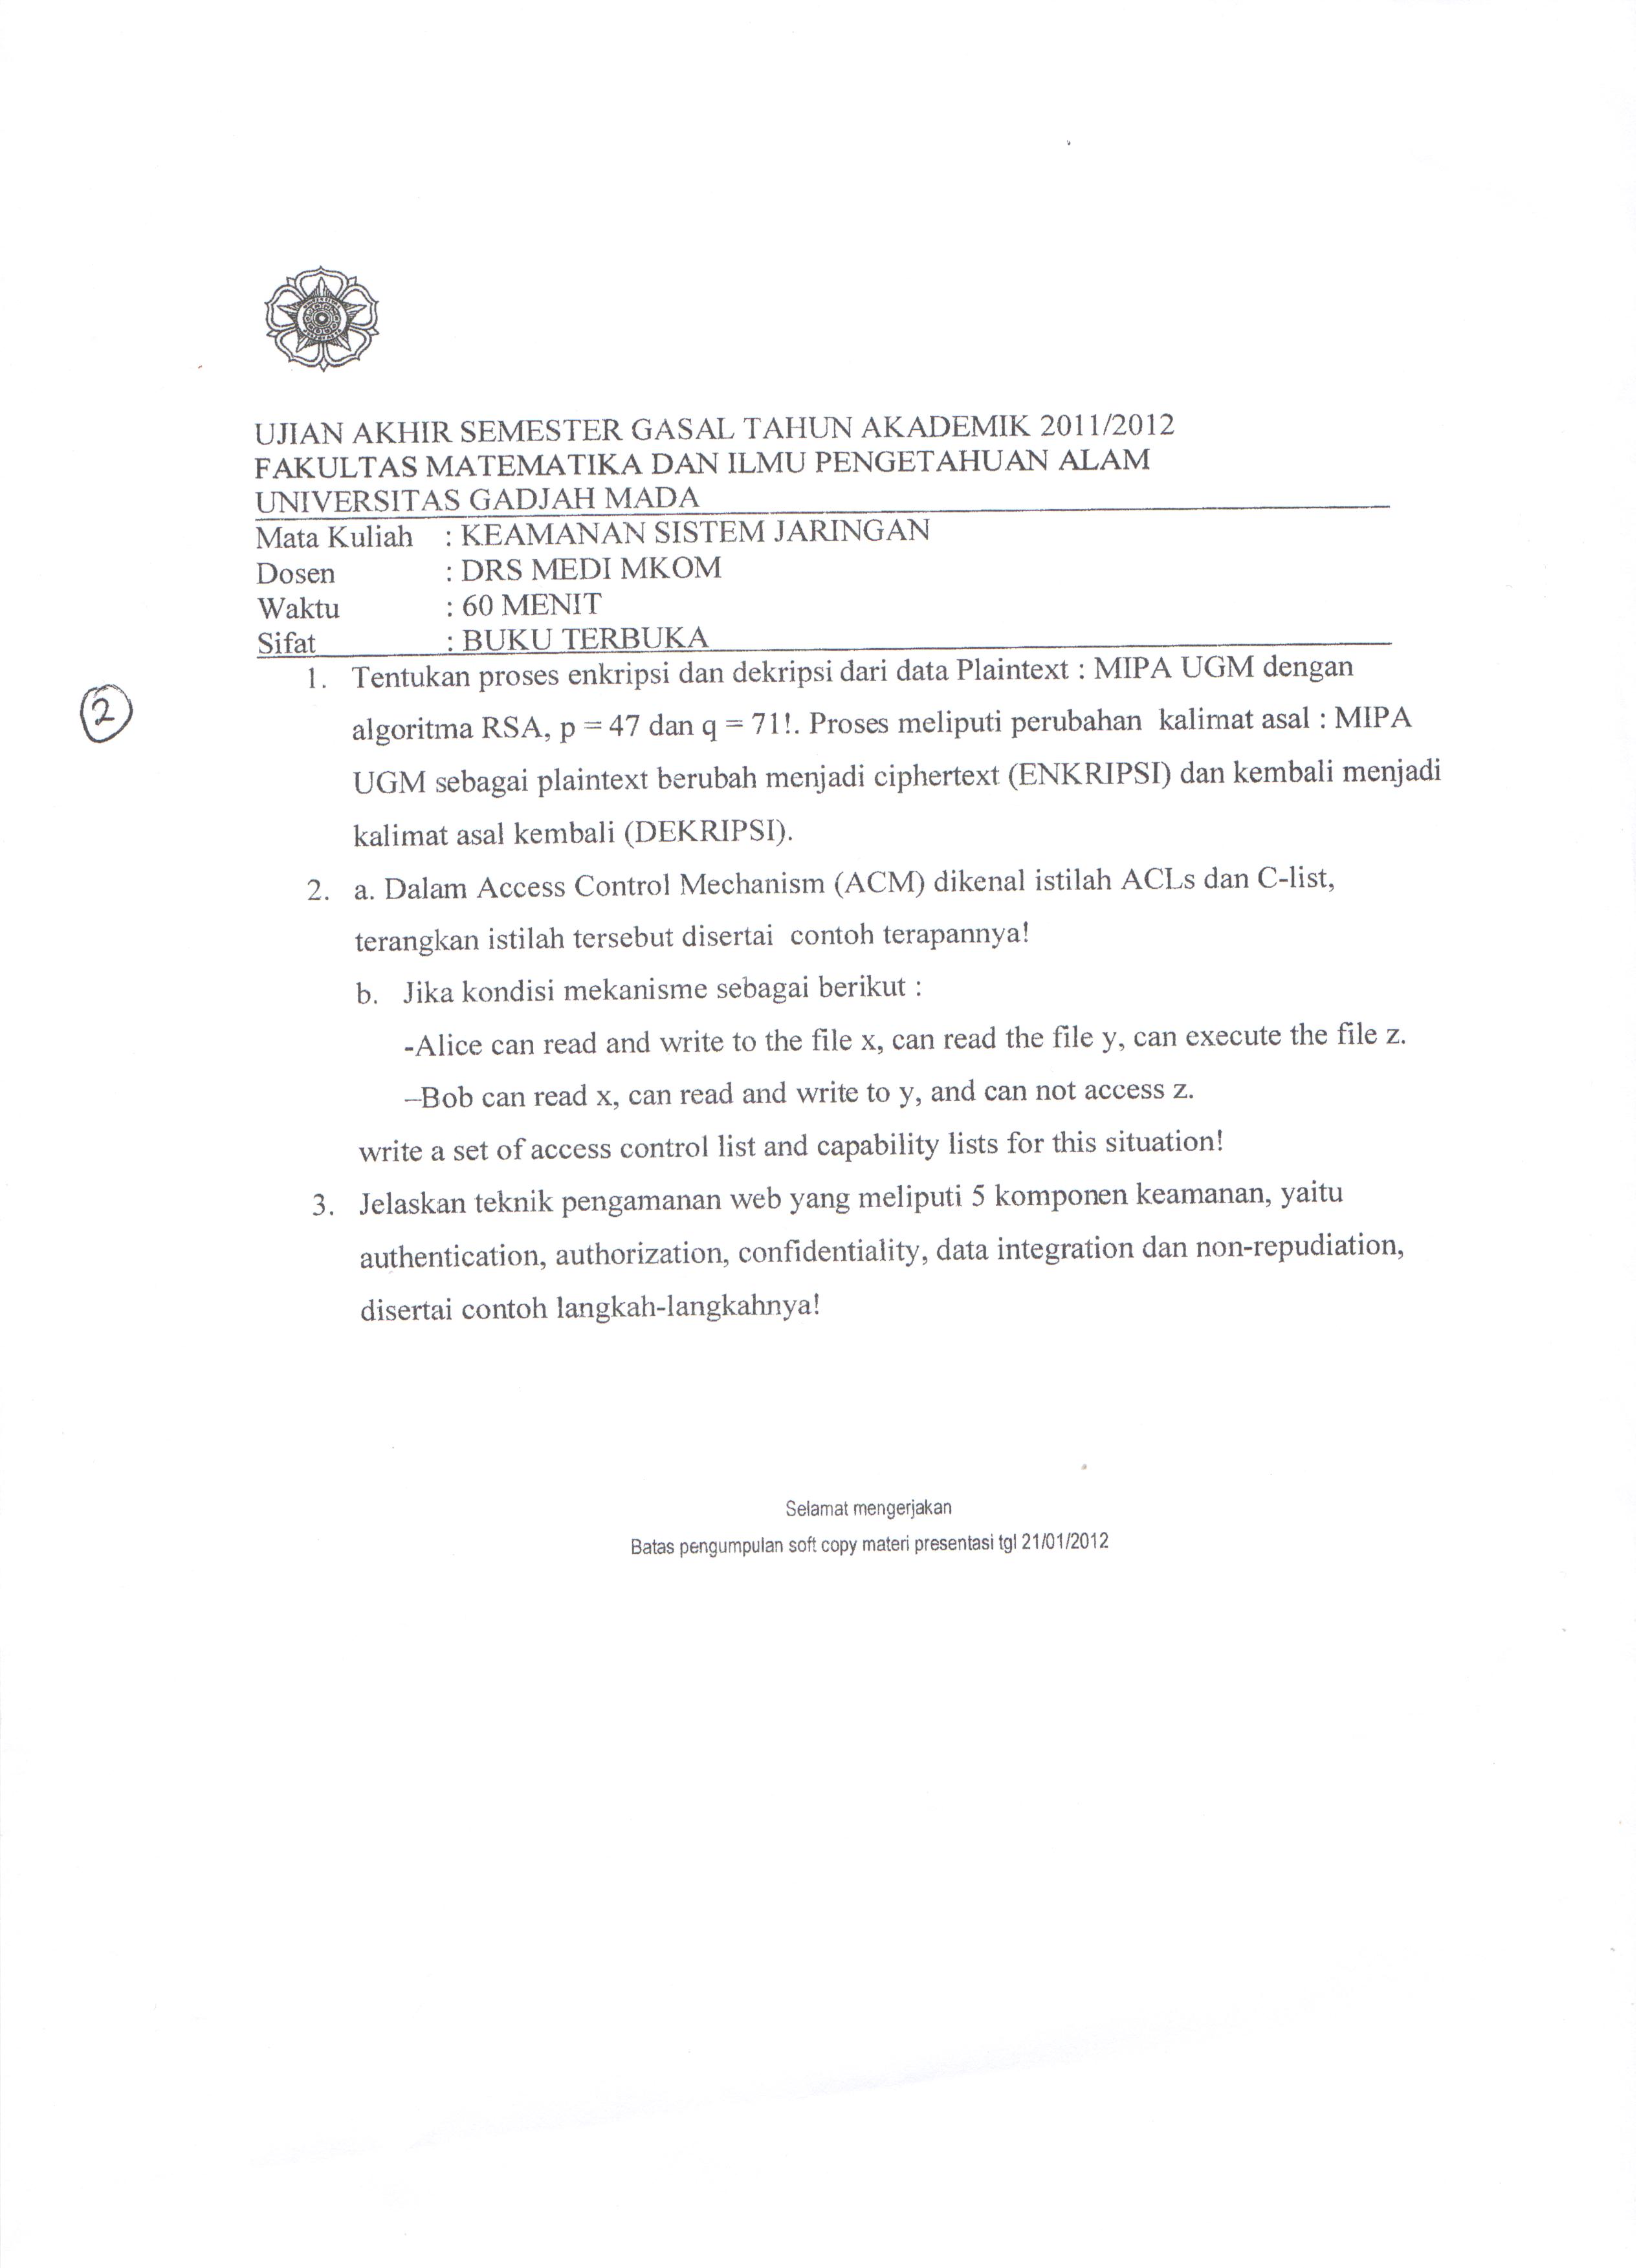 UJIAN AKHIR SEMESTER GASAL TAHUN AKADEMIK 2011/2012
FAKULTAS MATEMATIKA DAN ILMU PENGETAHUAN ALAM
UNIVERSITAS GADJAH MADA
Mata Kuliah : KEAMANAN SISTEM JARINGAN
Dosen : DRS MEDI MKOM
Waktu : 60 MENIT
Sifat : BUKU TERBUKA
1. Tentukan proses enkripsi dan dekripsi dari data Plaintext : MIPA UGM dengan
②
algoritma RSA, p = 47 dan q = 71!. Proses meliputi perubahan kalimat asal : MIPA
UGM sebagai plaintext berubah menjadi ciphertext (ENKRIPSI) dan kembali menjadi
kalimat asal kembali (DEKRIPSI).
2. a. Dalam Access Control Mechanism (ACM) dikenal istilah ACLs dan C-list,
terangkan istilah tersebut disertai contoh terapannya!
b. Jika kondisi mekanisme sebagai berikut :
-Alice can read and write to the file x, can read the file y, can execute the file z.
–Bob can read x, can read and write to y, and can not access z.
write a set of access control list and capability lists for this situation!
3. Jelaskan teknik pengamanan web yang meliputi 5 komponen keamanan, yaitu
authentication, authorization, confidentiality, data integration dan non-repudiation,
disertai contoh langkah-langkahnya!
Selamat mengerjakan
Batas pengumpulan soft copy materi presentasi tgl 21/01/2012